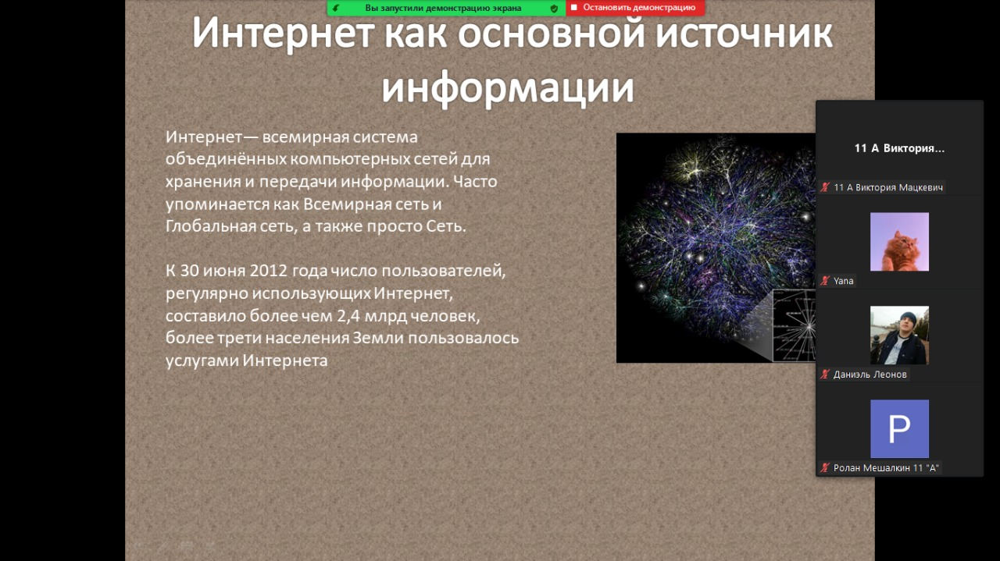 Вы запустили демонстрацию экрана
Остановить демонстрацию
Интернет как основной источник
информации
Интернет— всемирная система
объединённых компьютерных сетей для
хранения и передачи информации. Часто
упоминается как Всемирная сеть и
Глобальная сеть, а также просто Сеть.
К 30 июня 2012 года число пользователей,
регулярно использующих Интернет,
составило более чем 2,4 млрд человек,
более трети населения Земли пользовалось
услугами Интернета
11 А Виктория...
11 А Виктория Мацкевич
Yana
Даниэль Леонов
Р
Ролан Мешалкин 11 "А"